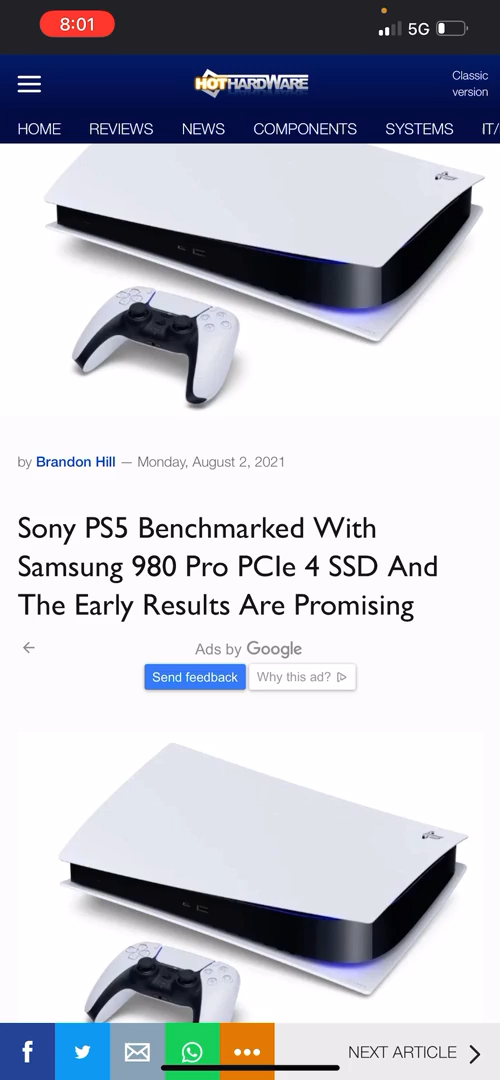 8:01
5G
HOTHARDWARE
Classic
version
HOME REVIEWS NEWS COMPONENTS SYSTEMS IT/
by Brandon Hill — Monday, August 2, 2021
Sony PS5 Benchmarked With
Samsung 980 Pro PCIe 4 SSD And
The Early Results Are Promising
Ads by Google
Send feedback Why this ad?
f
NEXT ARTICLE